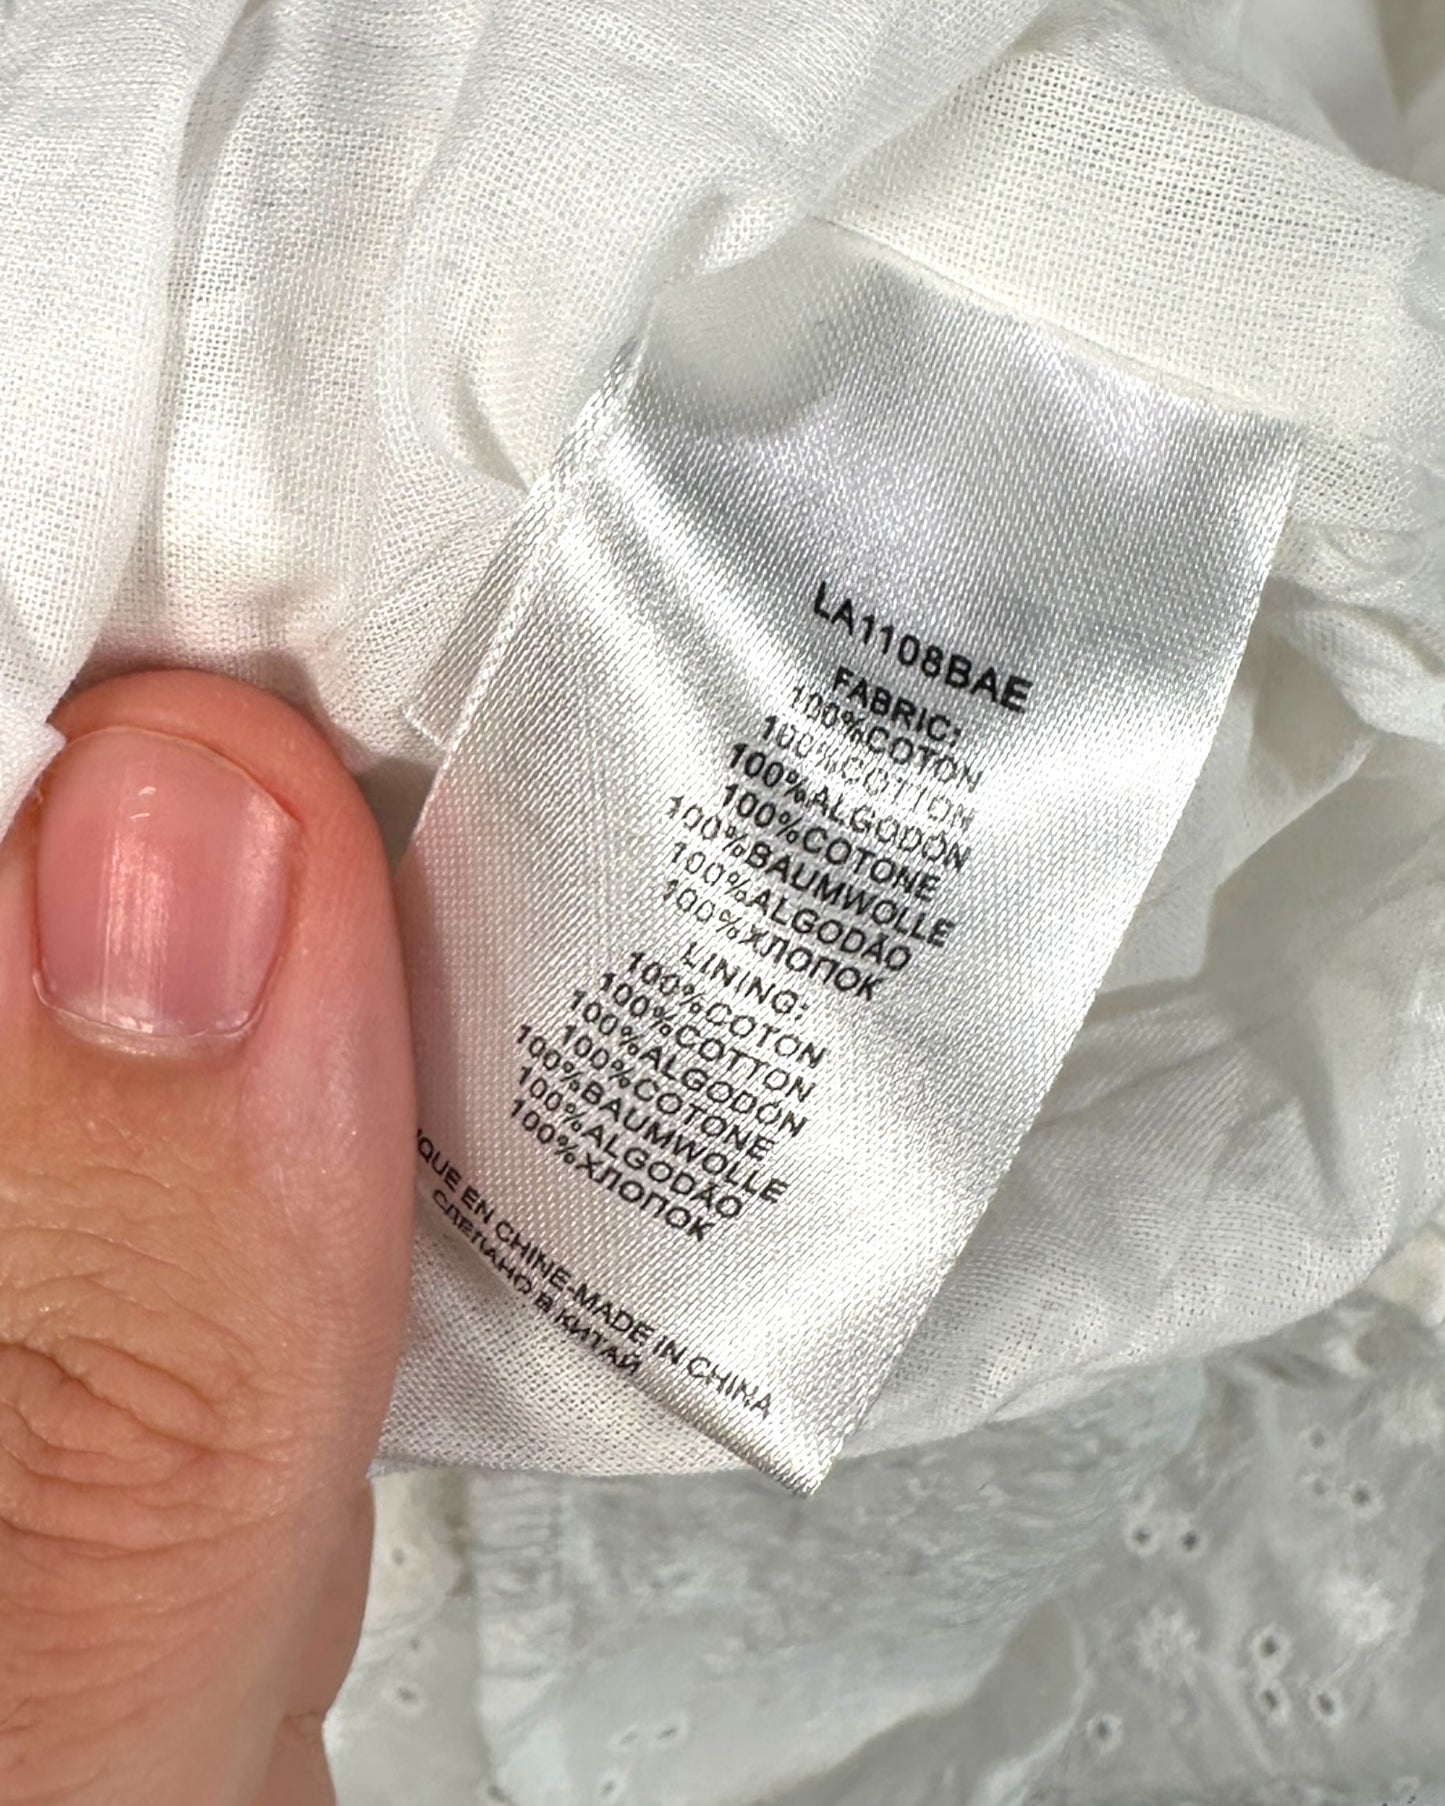 LA1108BAE
FABRIC:
100%COTON
100%COTTON
100%ALGODÓN
100%COTONE
100%BAUMWOLLE
100%ALGODÃO
100%ХЛОПОК
LINING:
100%COTON
100%COTTON
100%ALGODÓN
100%COTONE
100%BAUMWOLLE
100%ALGODÃO
100%ХЛОПОК
QUE EN CHINE-MADE IN CHINA
СДЕЛАНО В КИТАЙ